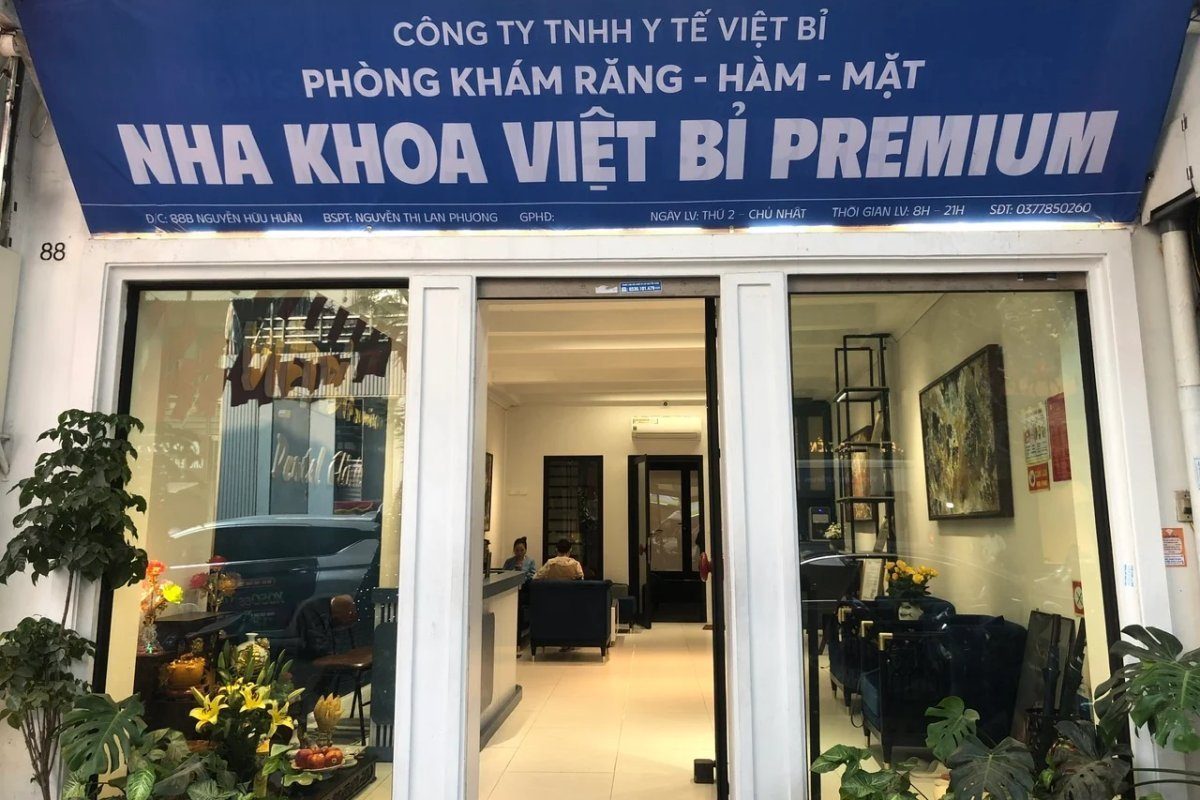 CÔNG TY TNHH Y TẾ VIỆT BỈ
PHÒNG KHÁM RĂNG - HÀM - MẶT
NHA KHOA VIỆT BỈ PREMIUM
Đ/C: 88B NGUYỄN HỮU HUÂN BSPT: NGUYỄN THỊ LAN PHƯƠNG GPHĐ: NGÀY LV: THỨ 2 - CHỦ NHẬT THỜI GIAN LV: 8H - 21H SĐT: 0377850260
88
Dental